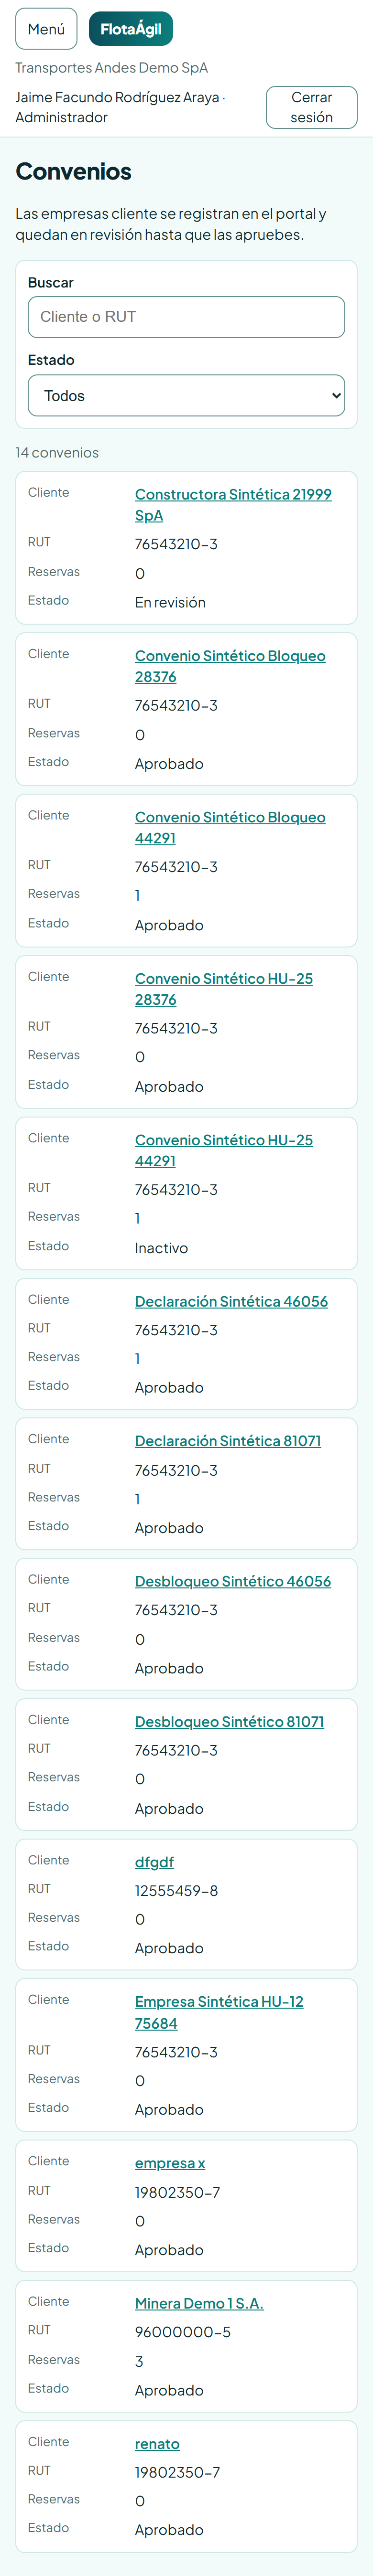 Menú FlotaÁgil
Transportes Andes Demo SpA
Jaime Facundo Rodríguez Araya ·
Administrador
Cerrar
sesión
Convenios
Las empresas cliente se registran en el portal y
quedan en revisión hasta que las apruebes.
Buscar
Cliente o RUT
Estado
Todos
14 convenios
Cliente Constructora Sintética 21999
SpA
RUT 76543210-3
Reservas 0
Estado En revisión
Cliente Convenio Sintético Bloqueo
28376
RUT 76543210-3
Reservas 0
Estado Aprobado
Cliente Convenio Sintético Bloqueo
44291
RUT 76543210-3
Reservas 1
Estado Aprobado
Cliente Convenio Sintético HU-25
28376
RUT 76543210-3
Reservas 0
Estado Aprobado
Cliente Convenio Sintético HU-25
44291
RUT 76543210-3
Reservas 1
Estado Inactivo
Cliente Declaración Sintética 46056
RUT 76543210-3
Reservas 1
Estado Aprobado
Cliente Declaración Sintética 81071
RUT 76543210-3
Reservas 1
Estado Aprobado
Cliente Desbloqueo Sintético 46056
RUT 76543210-3
Reservas 0
Estado Aprobado
Cliente Desbloqueo Sintético 81071
RUT 76543210-3
Reservas 0
Estado Aprobado
Cliente dfgdf
RUT 12555459-8
Reservas 0
Estado Aprobado
Cliente Empresa Sintética HU-12
75684
RUT 76543210-3
Reservas 0
Estado Aprobado
Cliente empresa x
RUT 19802350-7
Reservas 0
Estado Aprobado
Cliente Minera Demo 1 S.A.
RUT 96000000-5
Reservas 3
Estado Aprobado
Cliente renato
RUT 19802350-7
Reservas 0
Estado Aprobado